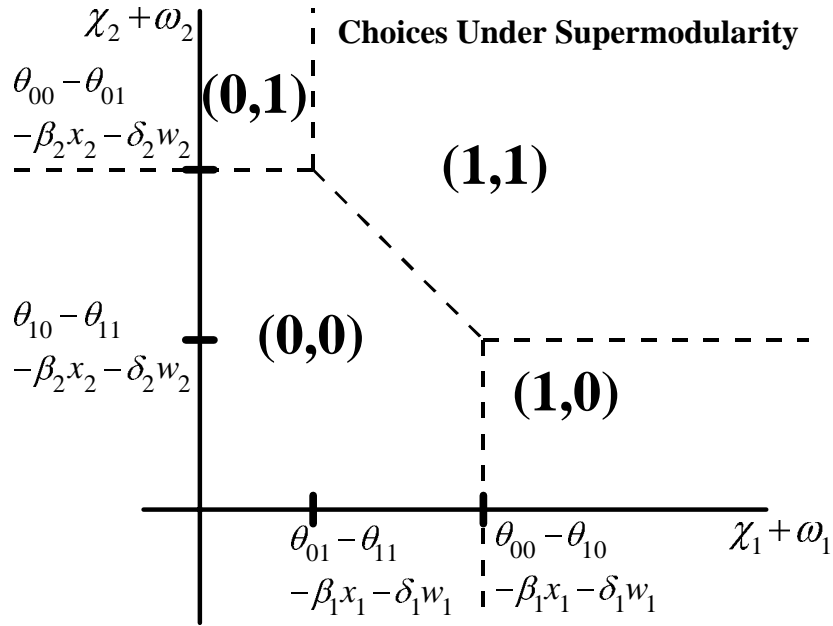 χ₂+ω₂
Choices Under Supermodularity
θ₀₀−θ₀₁
−β₂x₂−δ₂w₂
(0,1)
(1,1)
θ₁₀−θ₁₁
−β₂x₂−δ₂w₂
(0,0)
(1,0)
χ₁+ω₁
θ₀₁−θ₁₁
−β₁x₁−δ₁w₁
θ₀₀−θ₁₀
−β₁x₁−δ₁w₁